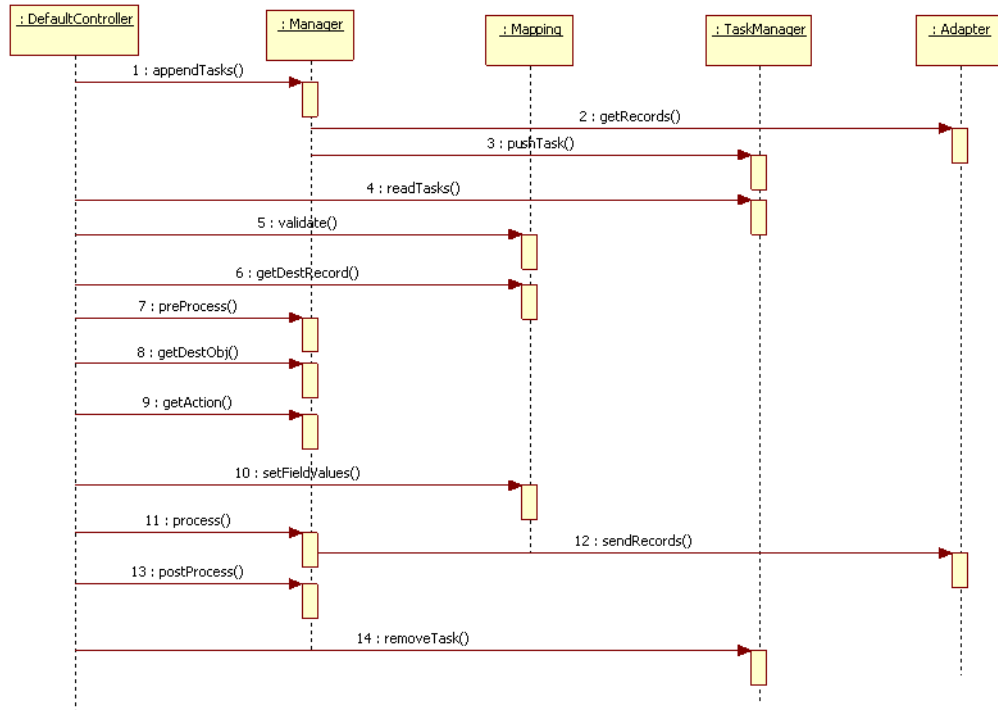 : DefaultController
: Manager
: Mapping
: TaskManager
: Adapter
1 : appendTasks()
2 : getRecords()
3 : pushTask()
4 : readTasks()
5 : validate()
6 : getDestRecord()
7 : preProcess()
8 : getDestObj()
9 : getAction()
10 : setFieldValues()
11 : process()
12 : sendRecords()
13 : postProcess()
14 : removeTask()